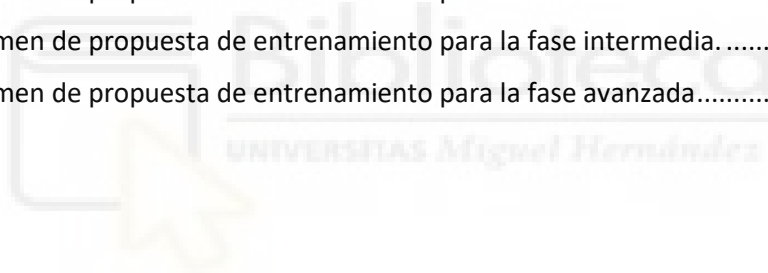 men de propuesta de entrenamiento para la fase intermedia. ......
men de propuesta de entrenamiento para la fase avanzada..........
Biblioteca
UNIVERSITAS Miguel Hernández